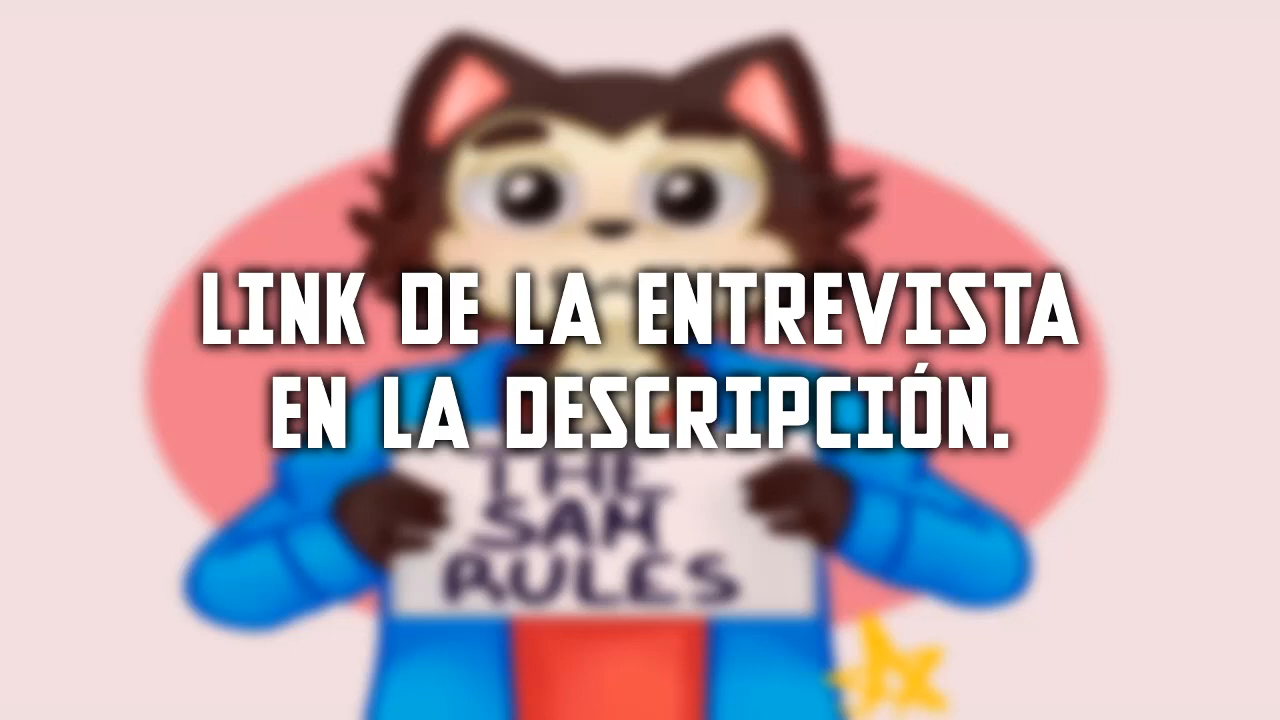 LINK DE LA ENTREVISTA
EN LA DESCRIPCIÓN.
THE
SAM
RULES